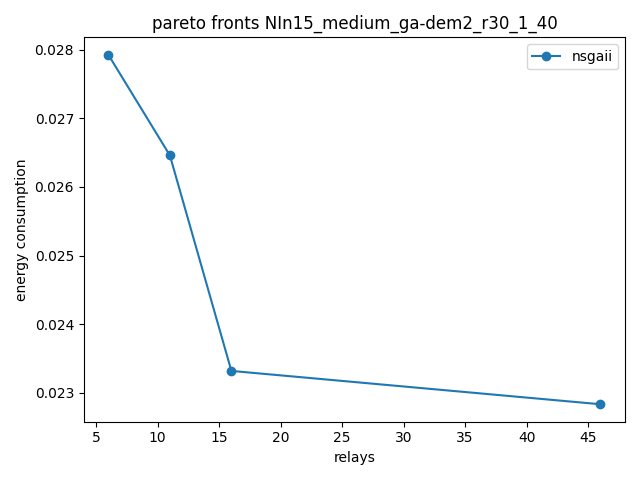 pareto fronts NIn15_medium_ga-dem2_r30_1_40
nsgaii
energy consumption
0.028
0.027
0.026
0.025
0.024
0.023
5 10 15 20 25 30 35 40 45
relays